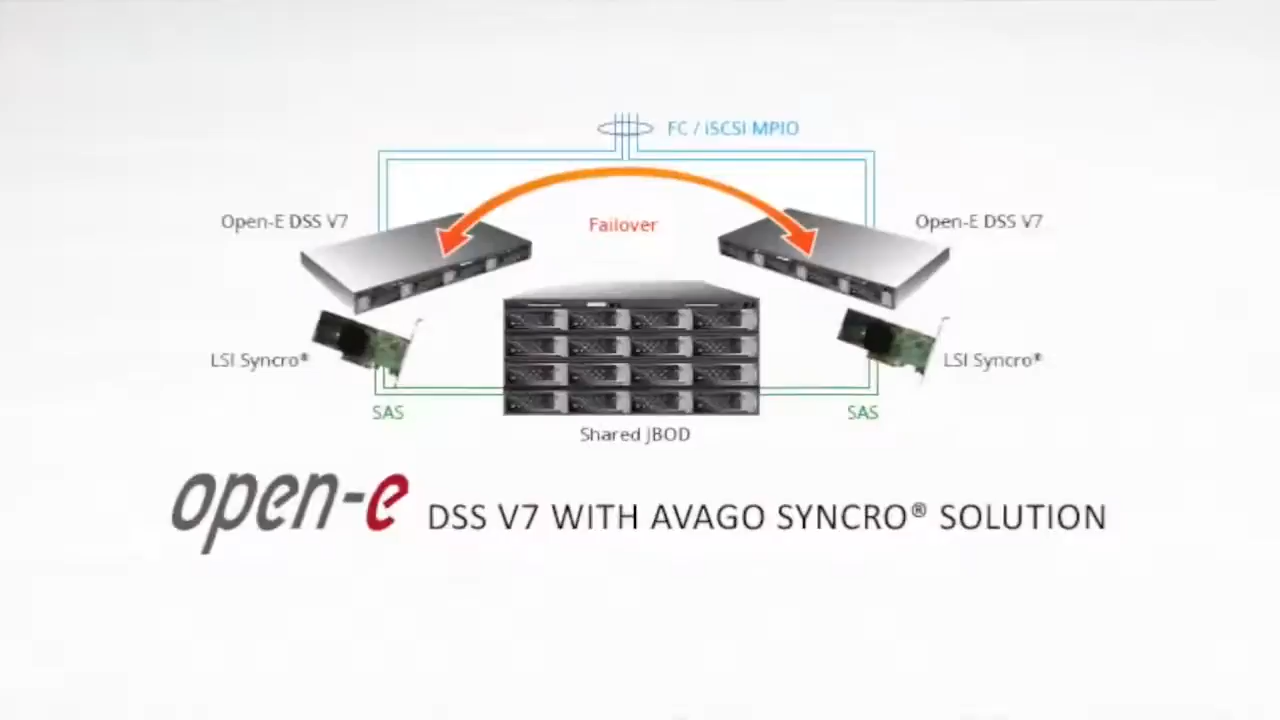 FC / iSCSI MPIO
Open-E DSS V7
Failover
Open-E DSS V7
LSI Syncro®
LSI Syncro®
SAS
SAS
Shared JBOD
open-e DSS V7 WITH AVAGO SYNCRO® SOLUTION